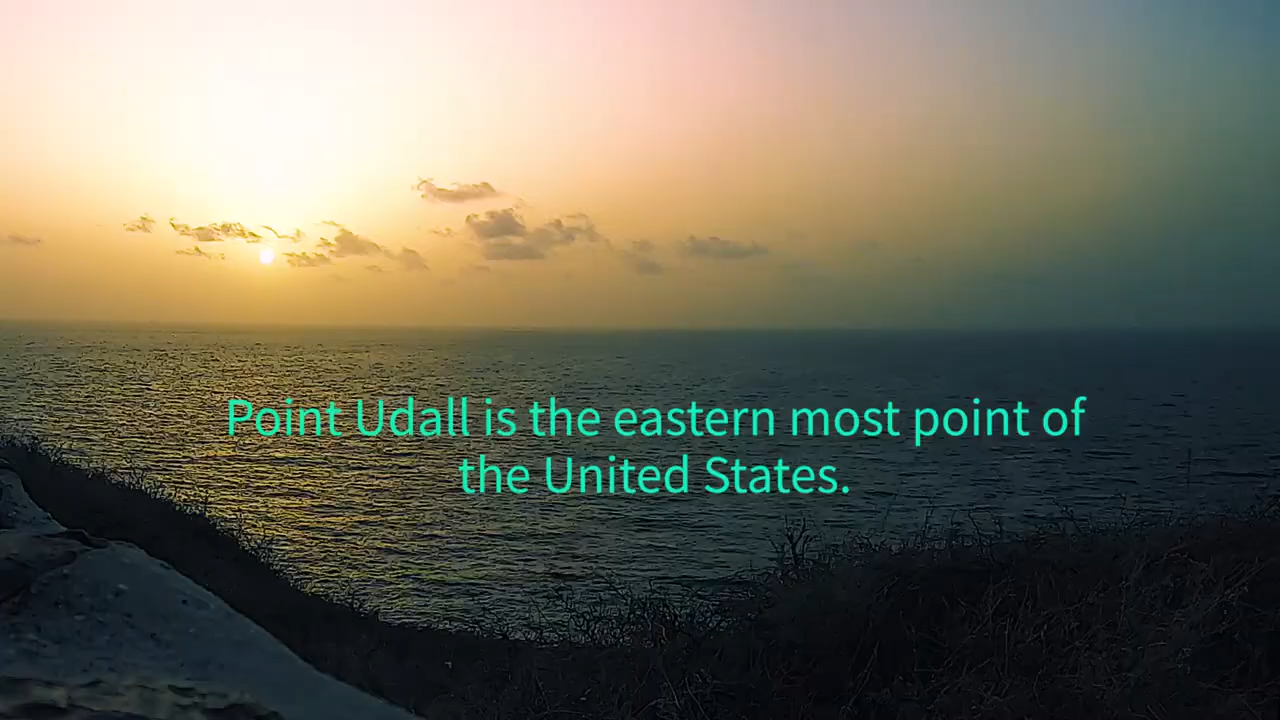 Point Udall is the eastern most point of
the United States.